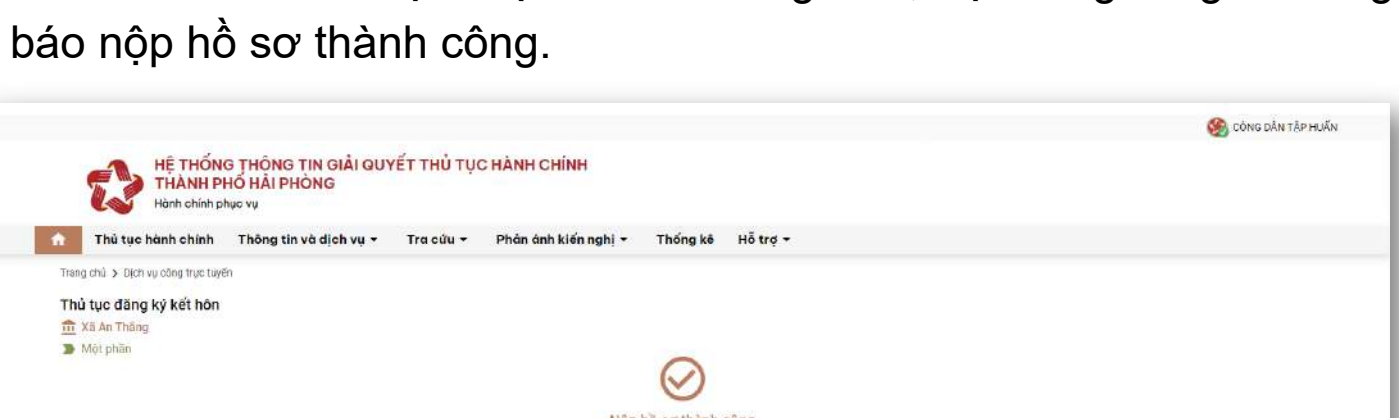 báo nộp hồ sơ thành công.
CÔNG DÂN TẬP HUẤN
HỆ THỐNG THÔNG TIN GIẢI QUYẾT THỦ TỤC HÀNH CHÍNH
THÀNH PHỐ HẢI PHÒNG
Hành chính phục vụ
Thủ tục hành chính Thông tin và dịch vụ Tra cứu Phản ánh kiến nghị Thống kê Hỗ trợ
Trang chủ > Dịch vụ công trực tuyến
Thủ tục đăng ký kết hôn
Xã An Thắng
Một phần